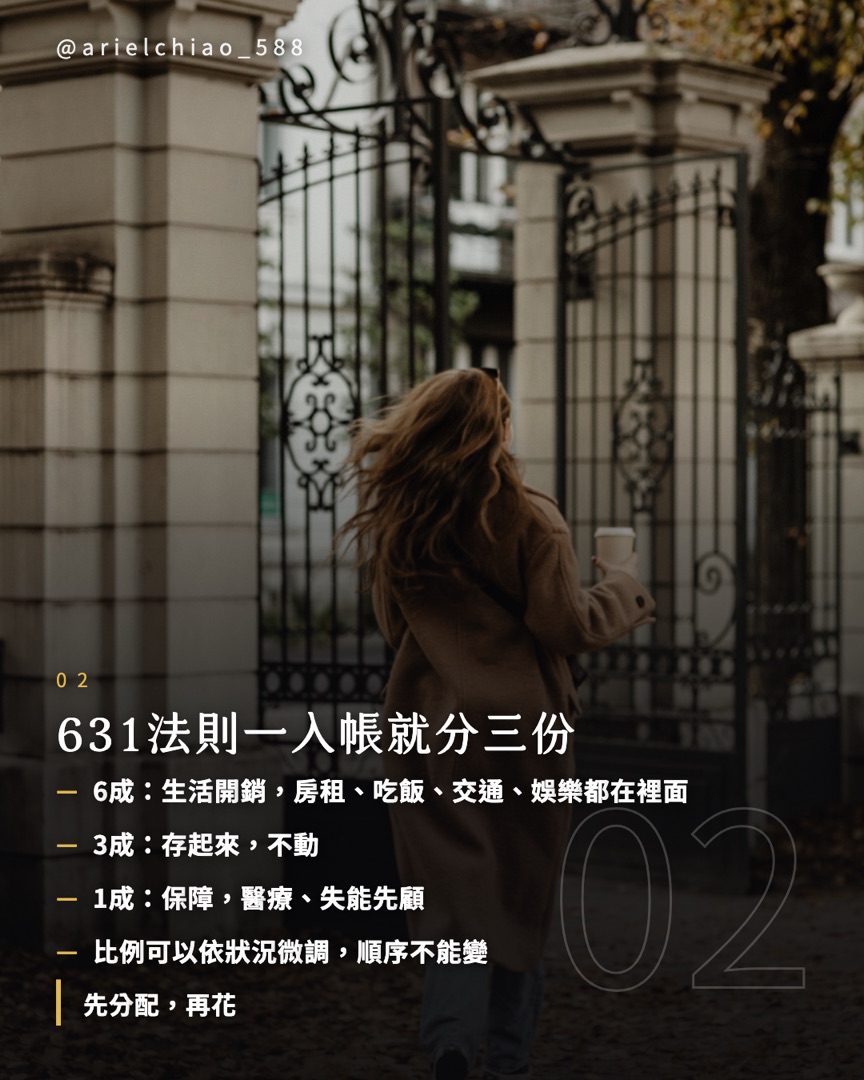 @arielchiao_588
02
631法則一入帳就分三份
— 6成：生活開銷，房租、吃飯、交通、娛樂都在裡面
— 3成：存起來，不動
— 1成：保障，醫療、失能先顧
— 比例可以依狀況微調，順序不能變
先分配，再花
02